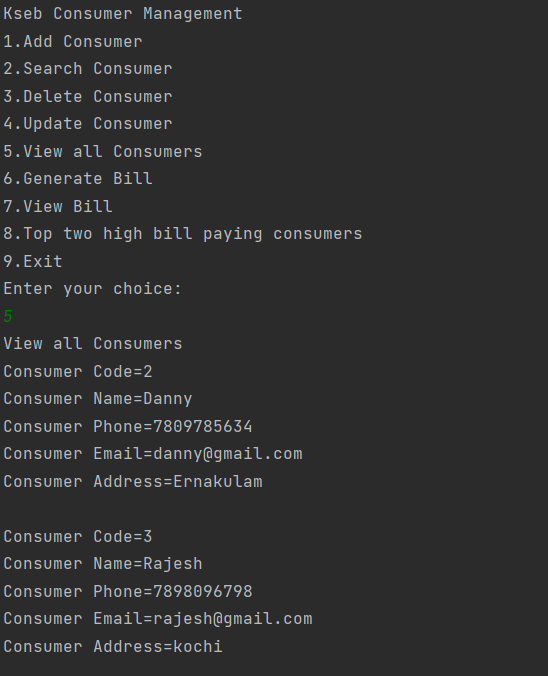 Kseb Consumer Management
1.Add Consumer
2.Search Consumer
3.Delete Consumer
4.Update Consumer
5.View all Consumers
6.Generate Bill
7.View Bill
8.Top two high bill paying consumers
9.Exit
Enter your choice:
5
View all Consumers
Consumer Code=2
Consumer Name=Danny
Consumer Phone=7809785634
Consumer Email=danny@gmail.com
Consumer Address=Ernakulam
Consumer Code=3
Consumer Name=Rajesh
Consumer Phone=7898096798
Consumer Email=rajesh@gmail.com
Consumer Address=kochi